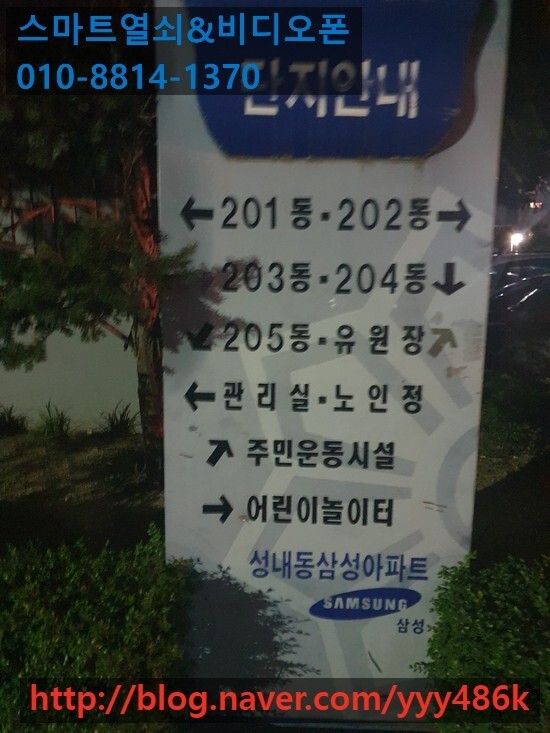 스마트열쇠&비디오폰
010-8814-1370
단지안내
←201동·202동→
203동·204동↓
↙205동·유원장↗
←관리실·노인정
↗주민운동시설
→어린이놀이터
성내동삼성아파트
SAMSUNG
삼성
http://blog.naver.com/yyy486k